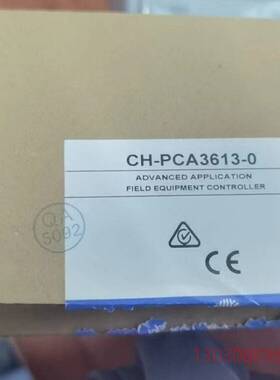 CH-PCA3613-0
ADVANCED APPLICATION
FIELD EQUIPMENT CONTROLLER
QA
5092
CE